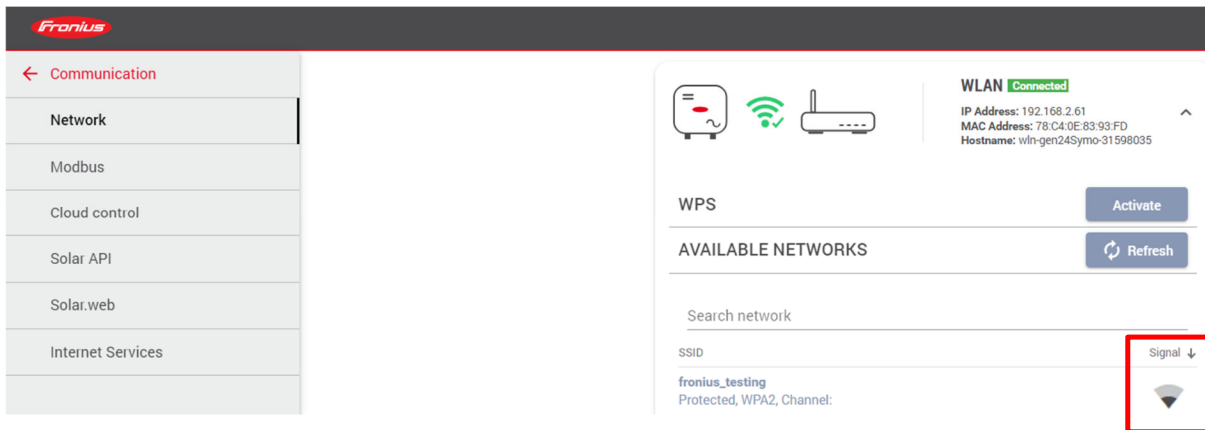 Fronius
Communication
Network
Modbus
Cloud control
Solar API
Solar.web
Internet Services
WLAN Connected
IP Address: 192.168.2.61
MAC Address: 78:C4:0E:83:93:FD
Hostname: wln-gen24Symo-31598035
WPS Activate
AVAILABLE NETWORKS Refresh
Search network
SSID Signal
fronius_testing
Protected, WPA2, Channel: